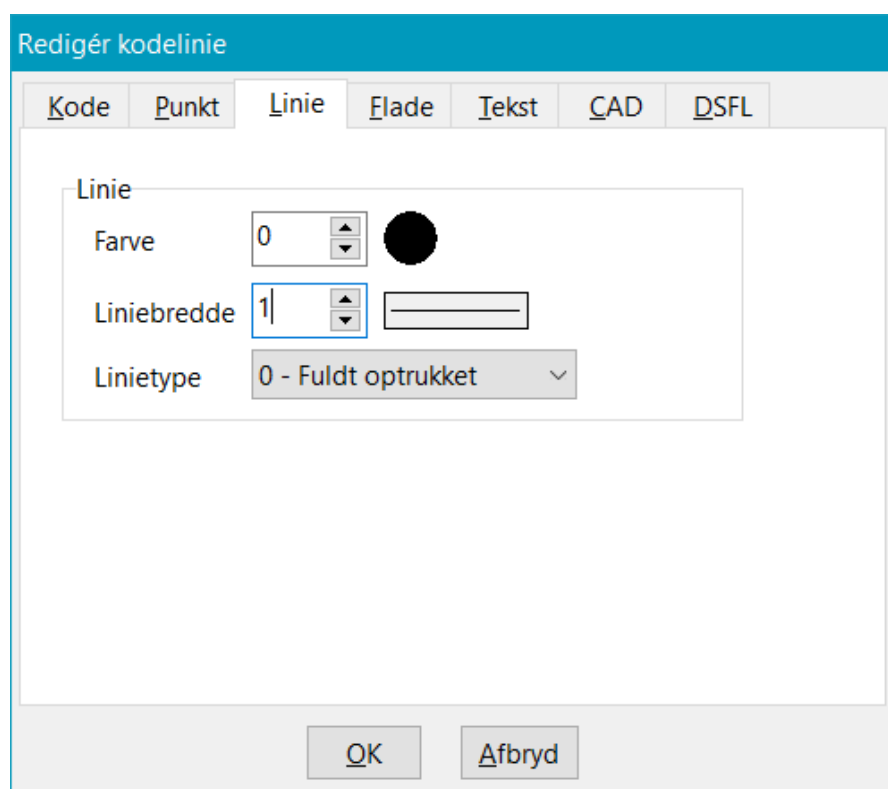 Redigér kodelinie
Kode Punkt Linie Flade Tekst CAD DSFL
Linie
Farve 0
Liniebredde 1
Linietype 0 - Fuldt optrukket
OK Afbryd